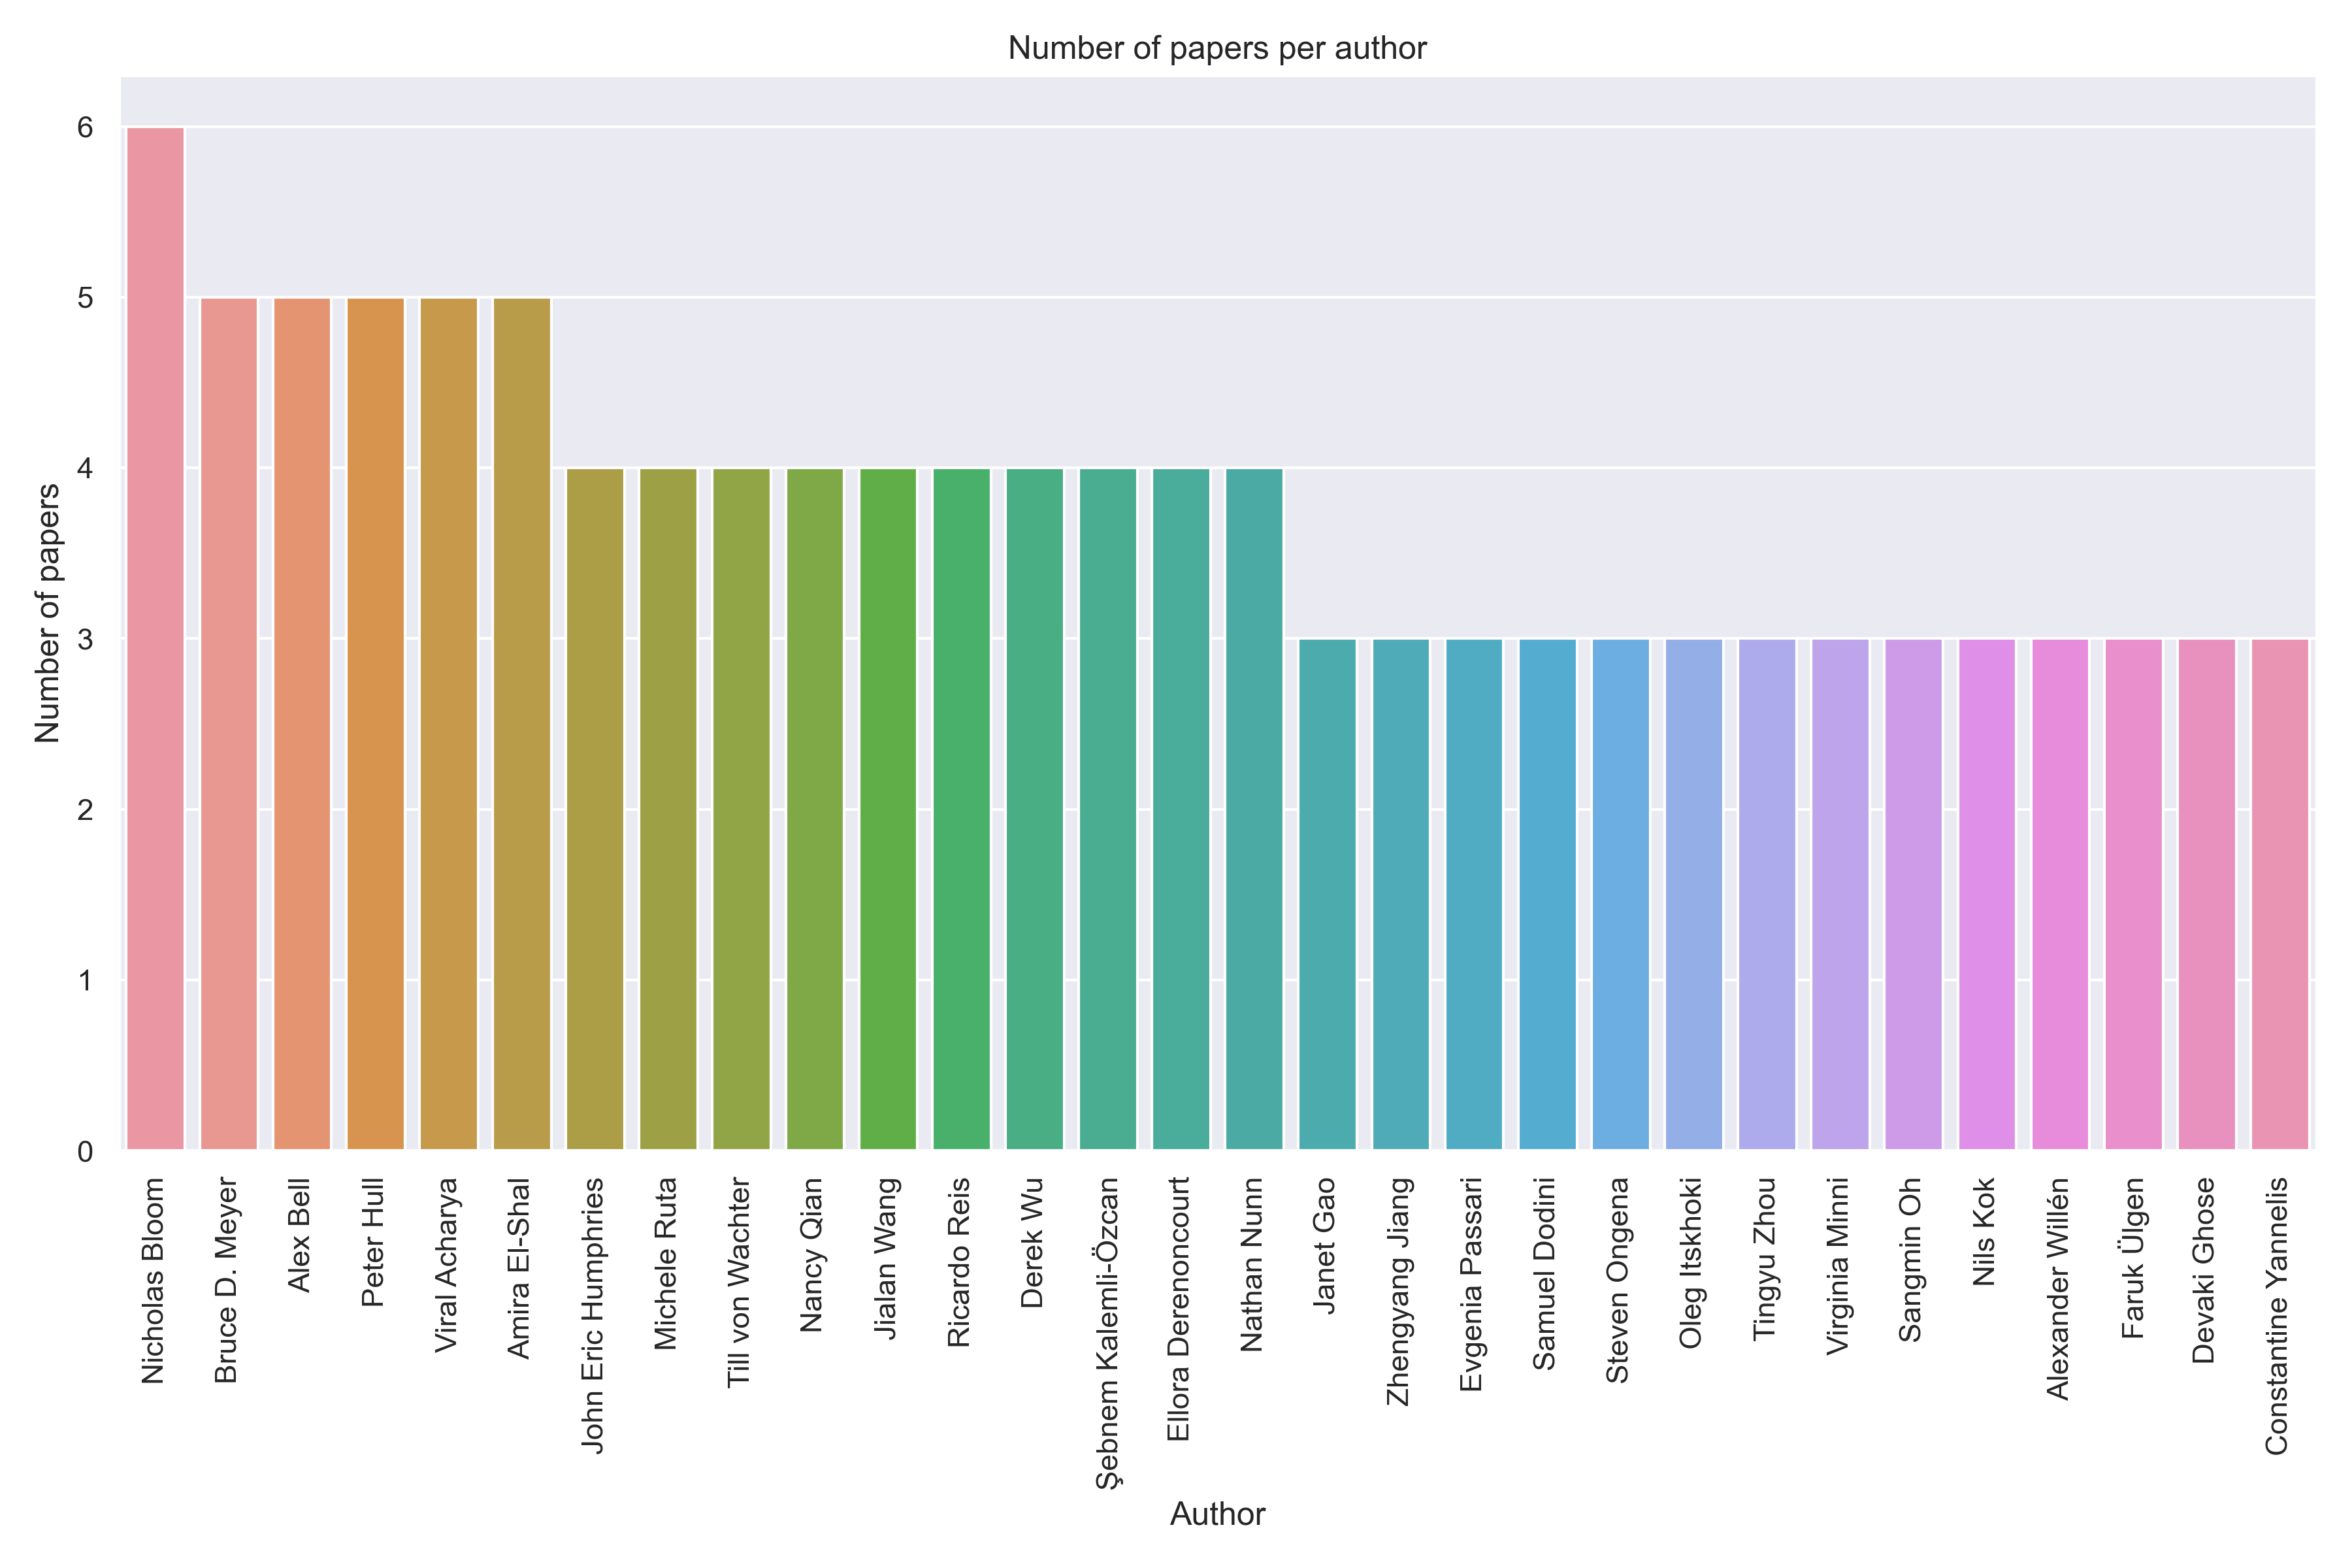 Number of papers per author
Number of papers
6
5
4
3
2
1
0
Nicholas Bloom
Bruce D. Meyer
Alex Bell
Peter Hull
Viral Acharya
Amira El-Shal
John Eric Humphries
Michele Ruta
Till von Wachter
Nancy Qian
Jialan Wang
Ricardo Reis
Derek Wu
Şebnem Kalemli-Özcan
Ellora Derenoncourt
Nathan Nunn
Janet Gao
Zhengyang Jiang
Evgenia Passari
Samuel Dodini
Steven Ongena
Oleg Itskhoki
Tingyu Zhou
Virginia Minni
Sangmin Oh
Nils Kok
Alexander Willén
Faruk Ülgen
Devaki Ghose
Constantine Yannelis
Author